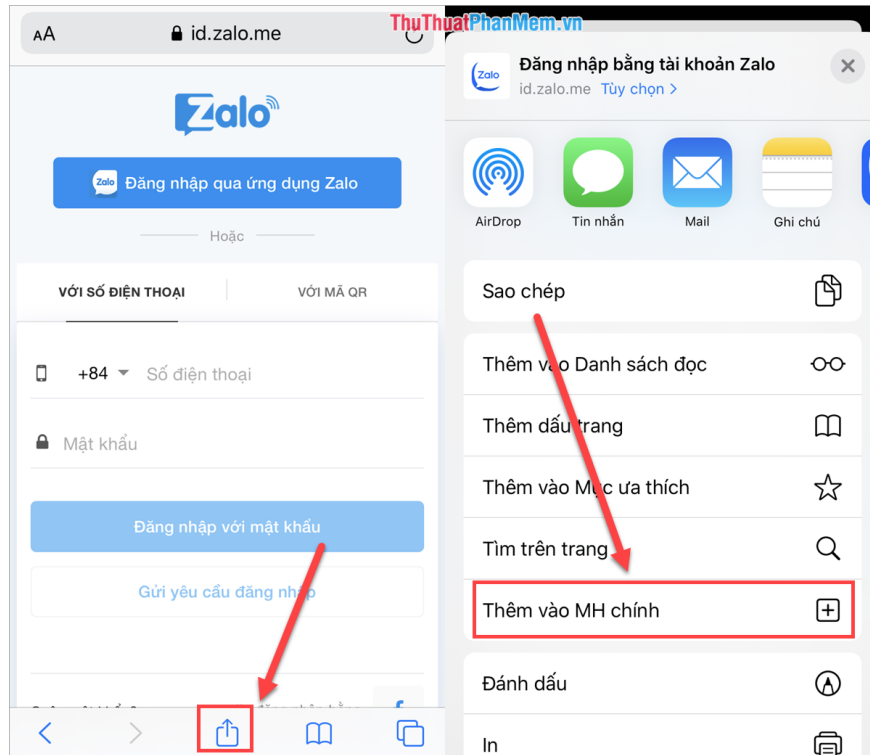 ThuThuatPhanMem.vn
AA
id.zalo.me
Zalo
Zalo Đăng nhập qua ứng dụng Zalo
Hoặc
VỚI SỐ ĐIỆN THOẠI
VỚI MÃ QR
+84
Số điện thoại
Mật khẩu
Đăng nhập với mật khẩu
Gửi yêu cầu đăng nhập
Zalo
Đăng nhập bằng tài khoản Zalo
id.zalo.me Tùy chọn >
AirDrop
Tin nhắn
Mail
Ghi chú
Sao chép
Thêm vào Danh sách đọc
Thêm dấu trang
Thêm vào Mục ưa thích
Tìm trên trang
Thêm vào MH chính
Đánh dấu
In